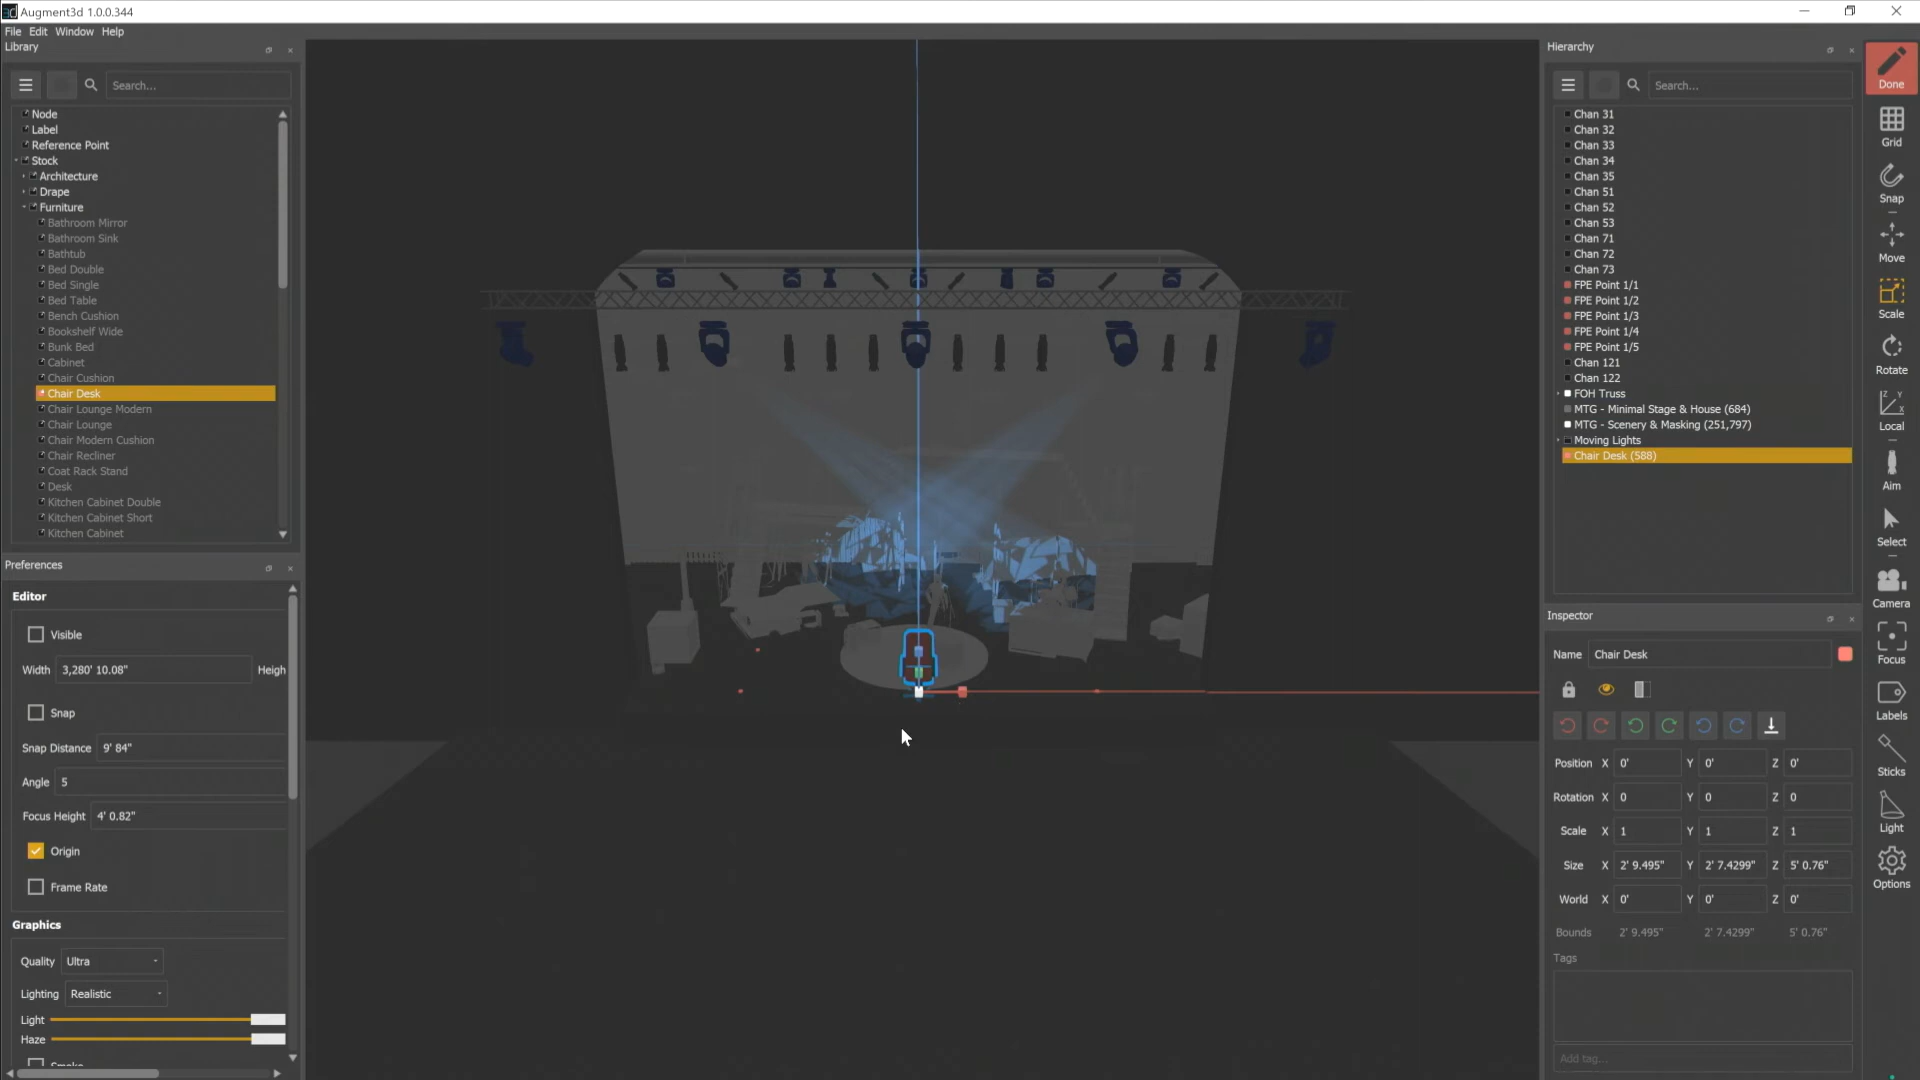 Augment3d 1.0.0.344
File Edit Window Help
Library
Search...
Node
Label
Reference Point
Stock
Architecture
Drape
Furniture
Bathroom Mirror
Bathroom Sink
Bathtub
Bed Double
Bed Single
Bed Table
Bench Cushion
Bookshelf Wide
Bunk Bed
Cabinet
Chair Cushion
Chair Desk
Chair Lounge Modern
Chair Lounge
Chair Modern Cushion
Chair Recliner
Coat Rack Stand
Desk
Kitchen Cabinet Double
Kitchen Cabinet Short
Kitchen Cabinet
Preferences
Editor
Visible
Width 3,280' 10.08" Heigh
Snap
Snap Distance 9' 84"
Angle 5
Focus Height 4' 0.82"
Origin
Frame Rate
Graphics
Quality Ultra
Lighting Realistic
Light
Haze
Smoke
Hierarchy
Search...
Chan 31
Chan 32
Chan 33
Chan 34
Chan 35
Chan 51
Chan 52
Chan 53
Chan 71
Chan 72
Chan 73
FPE Point 1/1
FPE Point 1/2
FPE Point 1/3
FPE Point 1/4
FPE Point 1/5
Chan 121
Chan 122
FOH Truss
MTG - Minimal Stage & House (684)
MTG - Scenery & Masking (251,797)
Moving Lights
Chair Desk (588)
Inspector
Name Chair Desk
Position X 0' Y 0' Z 0'
Rotation X 0 Y 0 Z 0
Scale X 1 Y 1 Z 1
Size X 2' 9.495" Y 2' 7.4299" Z 5' 0.76"
World X 0' Y 0' Z 0'
Bounds 2' 9.495" 2' 7.4299" 5' 0.76"
Tags
Add tag...
Done
Grid
Snap
Move
Scale
Rotate
Z Y X
Local
Aim
Select
Camera
Focus
Labels
Sticks
Light
Options